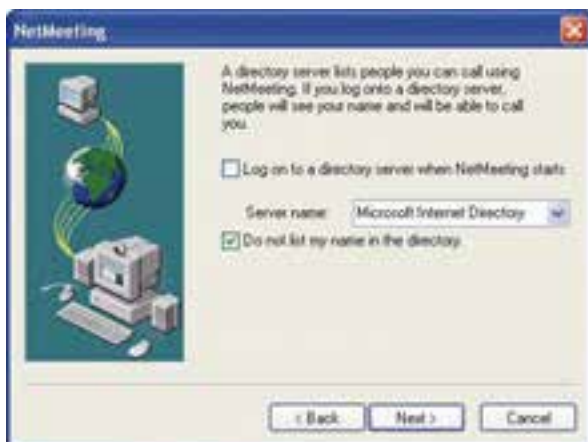 NetMeeting
A directory server lists people you can call using
NetMeeting. If you log onto a directory server,
people will see your name and will be able to call
you.
Log on to a directory server when NetMeeting starts
Server name: Microsoft Internet Directory
Do not list my name in the directory.
< Back Next > Cancel